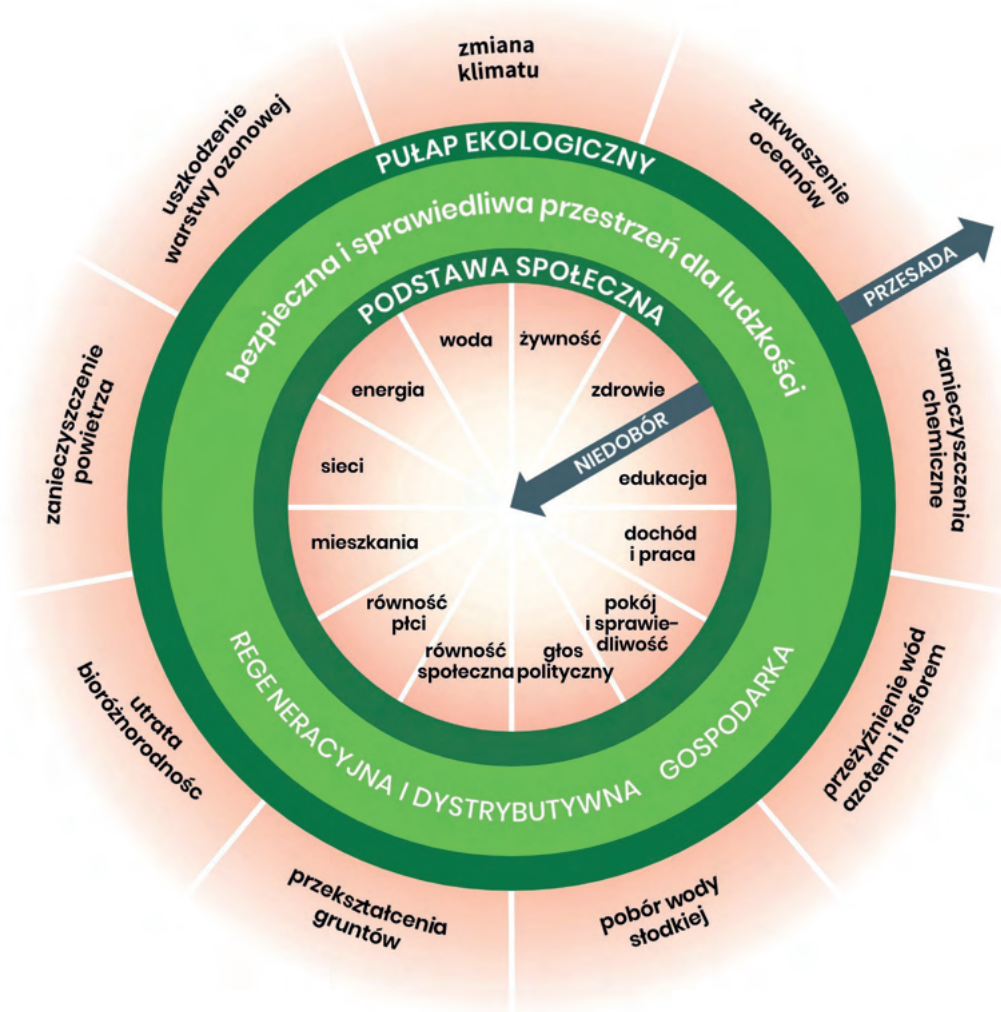 zmiana
klimatu
zakwaszenie
oceanów
zanieczyszczenia
chemiczne
przeżyźnienie wód
azotem i fosforem
pobór wody
słodkiej
przekształcenia
gruntów
utrata
bioróżnorodnośc
zanieczyszczenie
powietrza
uszkodzenie
warstwy ozonowej
PUŁAP EKOLOGICZNY
bezpieczna i sprawiedliwa przestrzeń dla ludzkości
PODSTAWA SPOŁECZNA
PRZESADA
NIEDOBÓR
woda
żywność
zdrowie
edukacja
dochód
i praca
pokój
i sprawie-
dliwość
głos
polityczny
równość
społeczna
równość
płci
mieszkania
sieci
energia
REGENERACYJNA I DYSTRYBUTYWNA GOSPODARKA